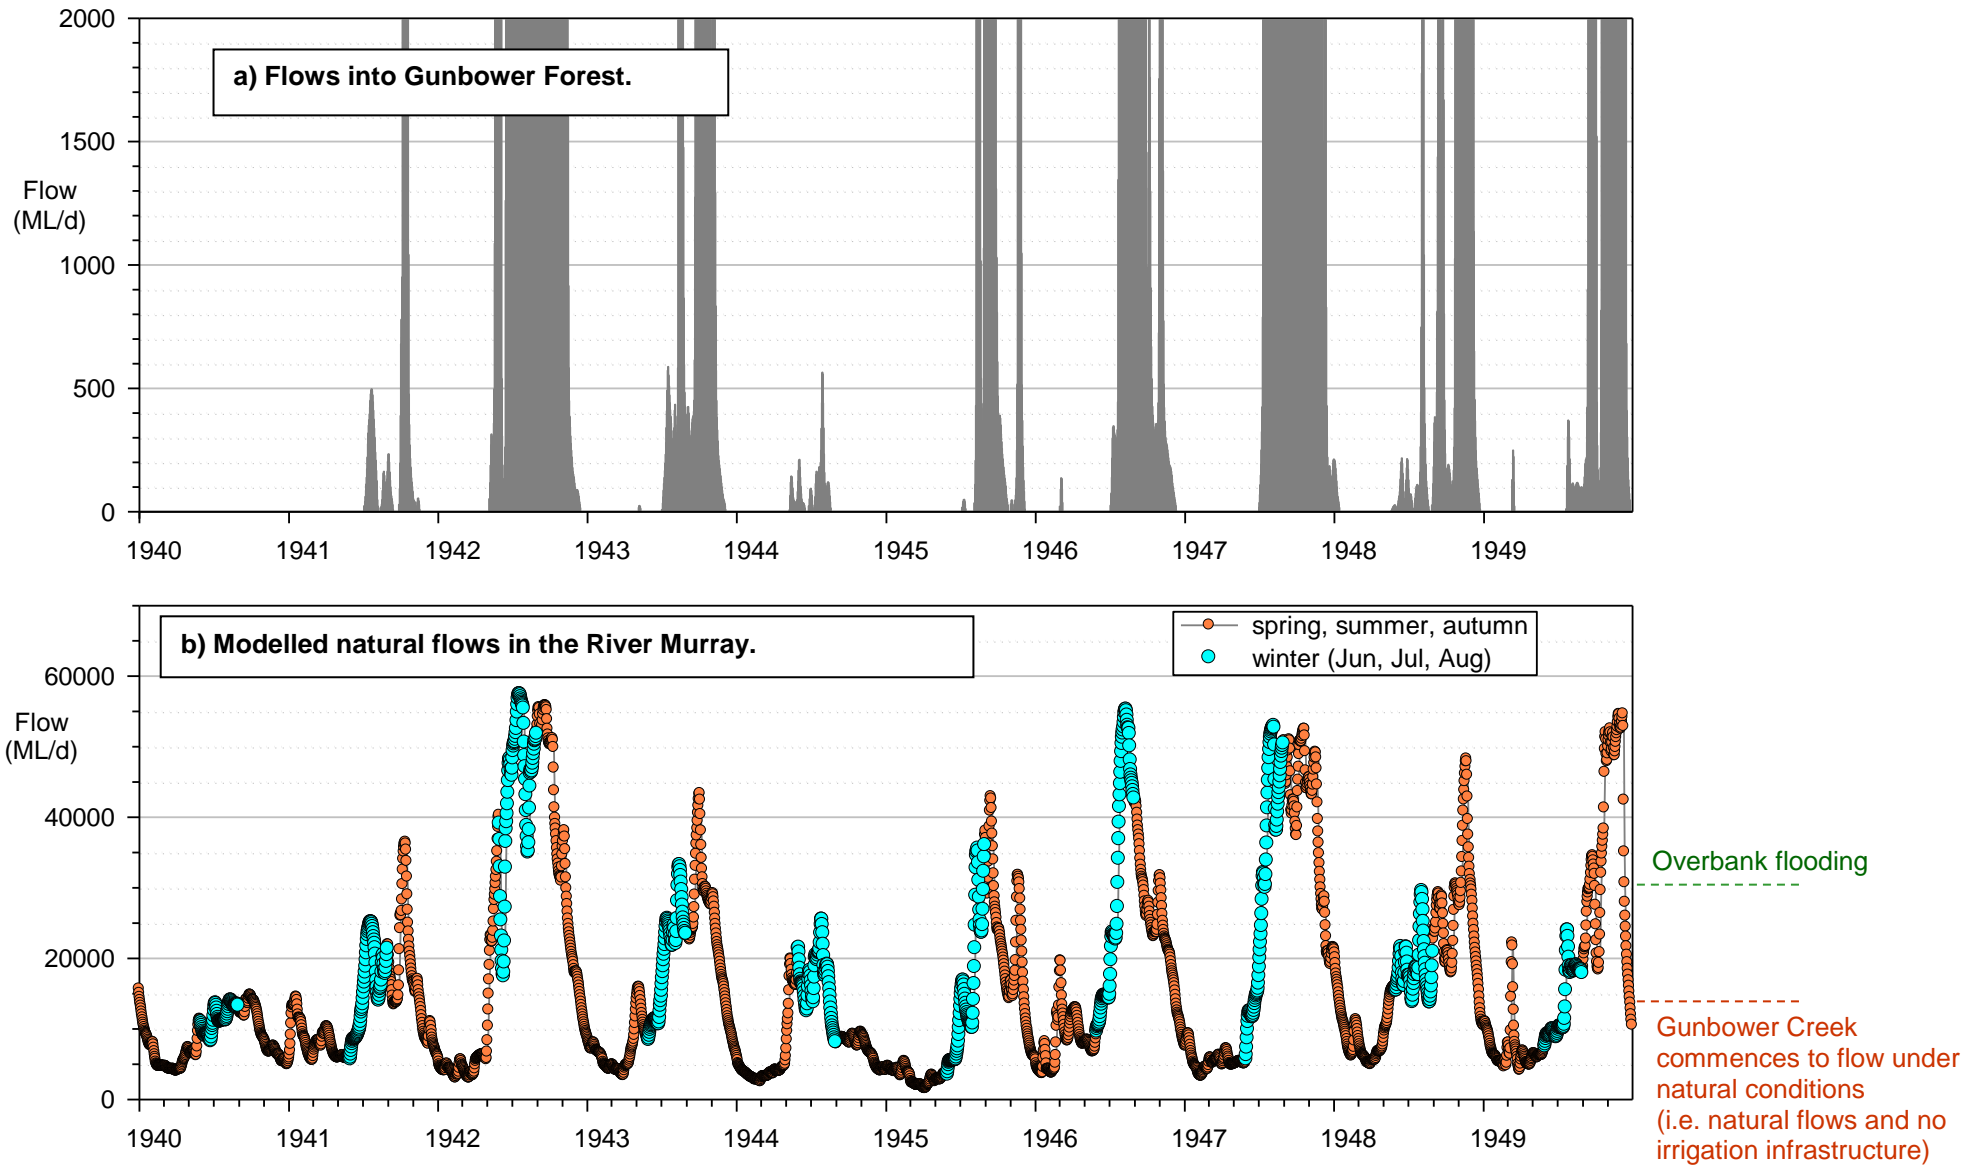 2000
a) Flows into Gunbower Forest.
1500
Flow
(ML/d)
1000
500
0
1940 1941 1942 1943 1944 1945 1946 1947 1948 1949
b) Modelled natural flows in the River Murray.
spring, summer, autumn
winter (Jun, Jul, Aug)
60000
Flow
(ML/d)
40000
Overbank flooding
20000
Gunbower Creek
commences to flow under
natural conditions
(i.e. natural flows and no
irrigation infrastructure)
0
1940 1941 1942 1943 1944 1945 1946 1947 1948 1949